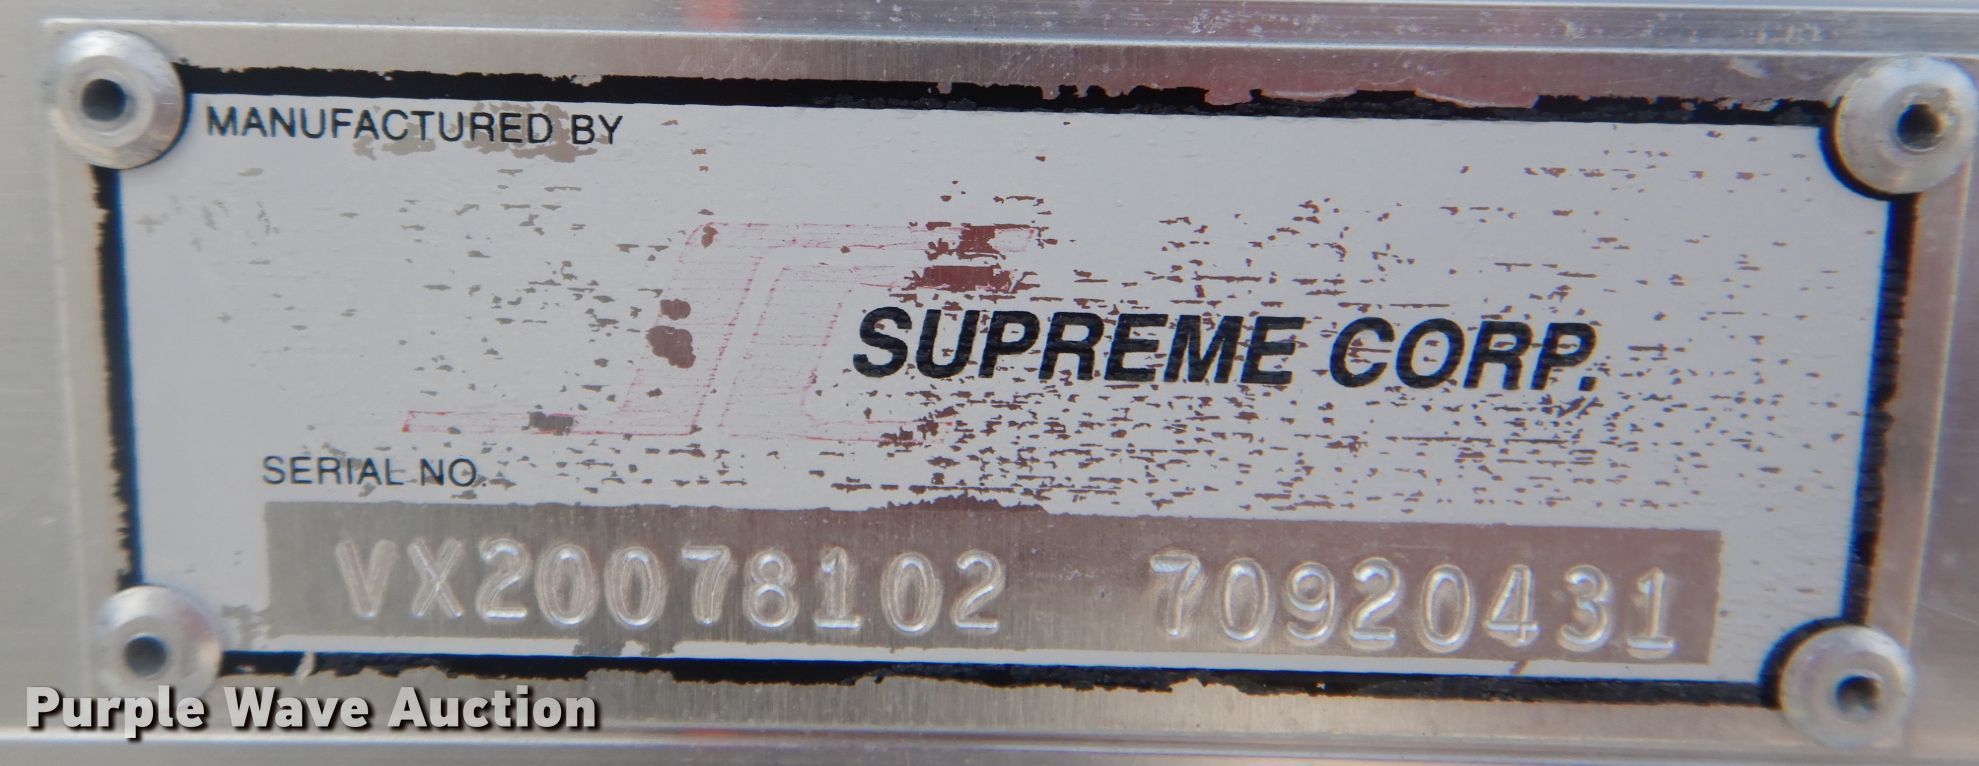 MANUFACTURED BY
SUPREME CORP.
SERIAL NO.
VX20078102 70920431
Purple Wave Auction